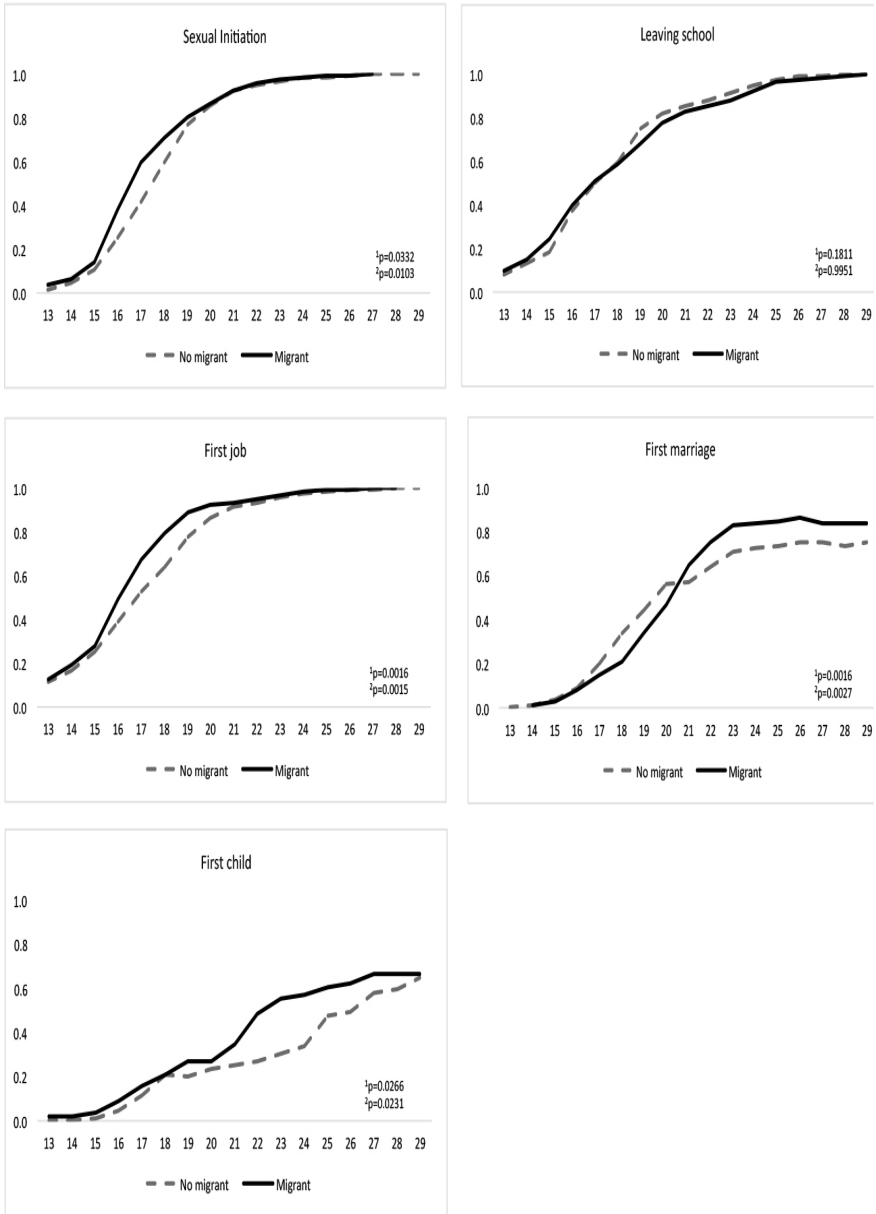 Sexual Initiation
1.0
0.8
0.6
0.4
0.2
0.0
¹p=0.0332
²p=0.0103
13 14 15 16 17 18 19 20 21 22 23 24 25 26 27 28 29
No migrant Migrant
Leaving school
1.0
0.8
0.6
0.4
0.2
0.0
¹p=0.1811
²p=0.9951
13 14 15 16 17 18 19 20 21 22 23 24 25 26 27 28 29
No migrant Migrant
First job
1.0
0.8
0.6
0.4
0.2
0.0
¹p=0.0016
²p=0.0015
13 14 15 16 17 18 19 20 21 22 23 24 25 26 27 28 29
No migrant Migrant
First marriage
1.0
0.8
0.6
0.4
0.2
0.0
¹p=0.0016
²p=0.0027
13 14 15 16 17 18 19 20 21 22 23 24 25 26 27 28 29
No migrant Migrant
First child
1.0
0.8
0.6
0.4
0.2
0.0
¹p=0.0266
²p=0.0231
13 14 15 16 17 18 19 20 21 22 23 24 25 26 27 28 29
No migrant Migrant